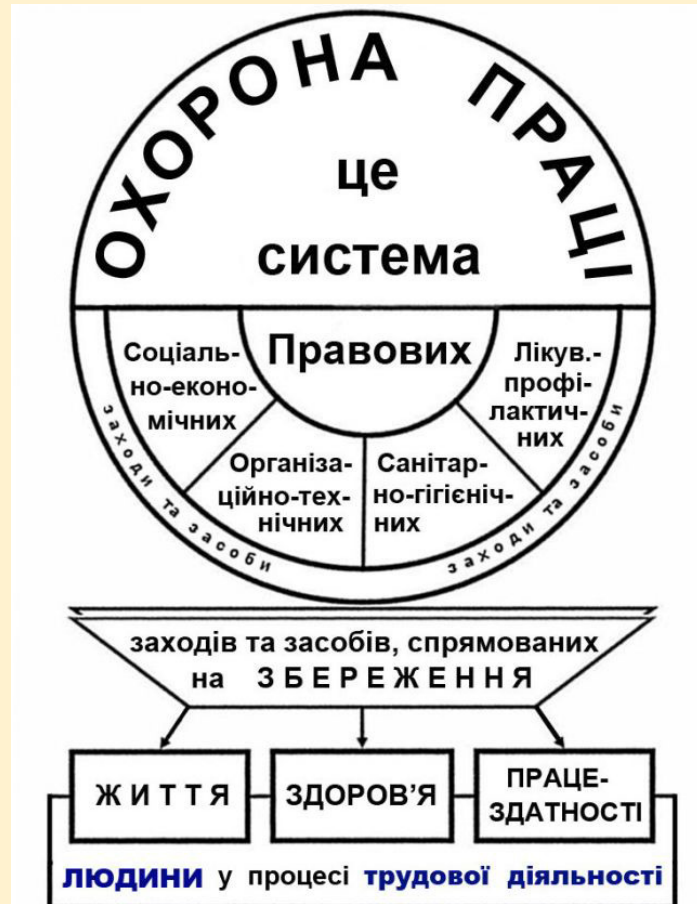 ОХОРОНА ПРАЦІ
це
система
Правових
Соціаль-
но-еконо-
мічних
Організа-
ційно-тех-
нічних
Санітар-
но-гігієніч-
них
Лікув.-
профі-
лактич-
них
заходи та засоби
заходи та засоби
заходів та засобів, спрямованих
на ЗБЕРЕЖЕННЯ
ЖИТТЯ
ЗДОРОВ’Я
ПРАЦЕ-
ЗДАТНОСТІ
ЛЮДИНИ у процесі трудової діяльності